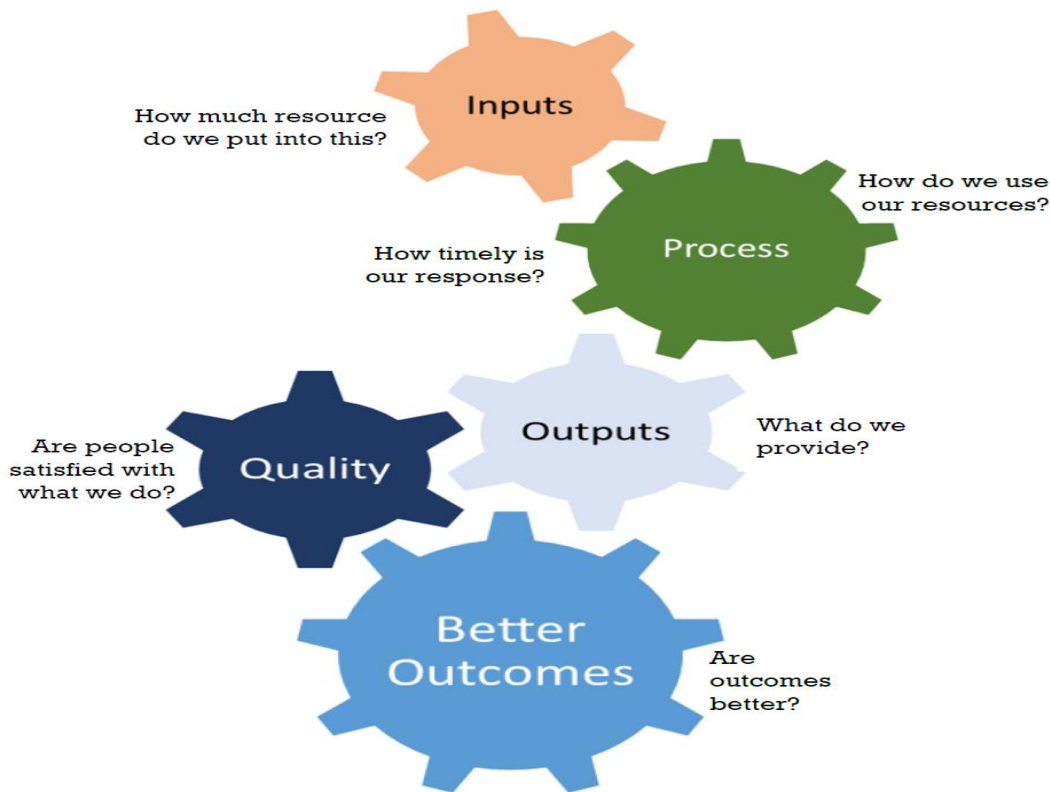 Inputs
How much resource
do we put into this?
Process
How do we use
our resources?
How timely is
our response?
Outputs
What do we
provide?
Quality
Are people
satisfied with
what we do?
Better
Outcomes
Are
outcomes
better?